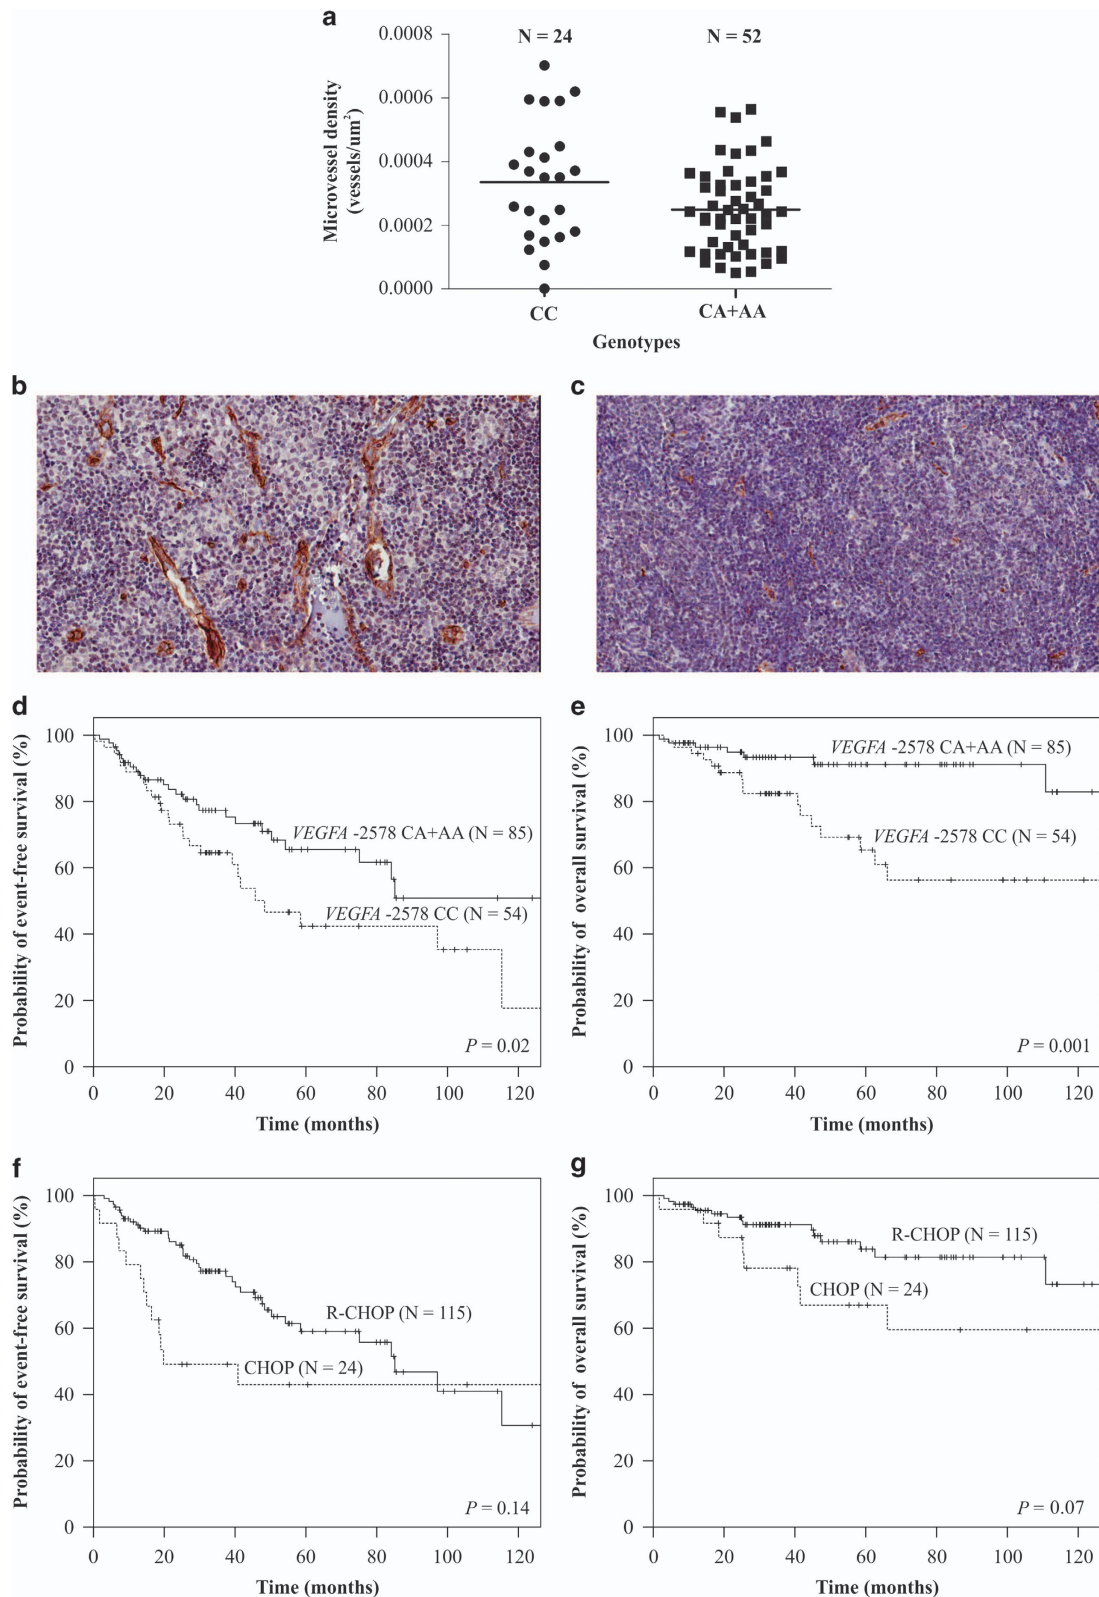 a
N = 24
N = 52
0.0008
0.0006
0.0004
0.0002
0.0000
Microvessel density
(vessels/um²)
CC
CA+AA
Genotypes
b
c
d
100
80
60
40
20
0
Probability of event-free survival (%)
VEGFA -2578 CA+AA (N = 85)
VEGFA -2578 CC (N = 54)
P = 0.02
0 20 40 60 80 100 120
Time (months)
e
100
80
60
40
20
0
Probability of overall survival (%)
VEGFA -2578 CA+AA (N = 85)
VEGFA -2578 CC (N = 54)
P = 0.001
0 20 40 60 80 100 120
Time (months)
f
100
80
60
40
20
0
Probability of event-free survival (%)
R-CHOP (N = 115)
CHOP (N = 24)
P = 0.14
0 20 40 60 80 100 120
Time (months)
g
100
80
60
40
20
0
Probability of overall survival (%)
R-CHOP (N = 115)
CHOP (N = 24)
P = 0.07
0 20 40 60 80 100 120
Time (months)